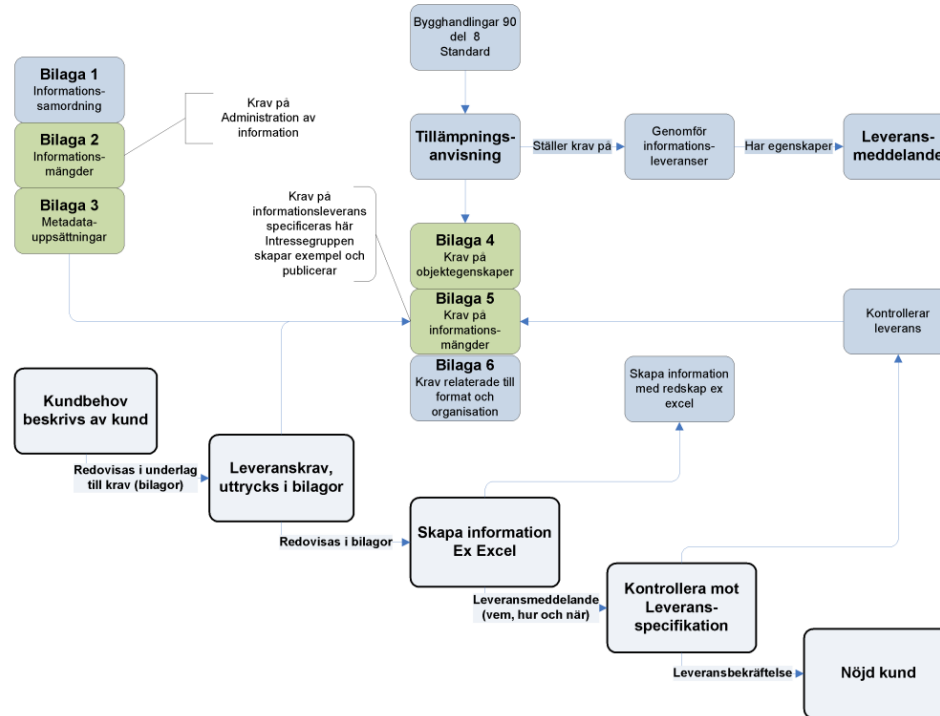 Bygghandlingar 90
del 8
Standard
Bilaga 1
Informations-
samordning
Bilaga 2
Informations-
mängder
Bilaga 3
Metadata-
uppsättningar
Krav på
Administration av
information
Tillämpnings-
anvisning
Ställer krav på
Genomför
informations-
leveranser
Har egenskaper
Leverans-
meddelande
Krav på
informationsleverans
specificeras här
Intressegruppen
skapar exempel och
publicerar
Bilaga 4
Krav på
objektegenskaper
Bilaga 5
Krav på
informations-
mängder
Bilaga 6
Krav relaterade till
format och
organisation
Kontrollerar
leverans
Skapa information
med redskap ex
excel
Kundbehov
beskrivs av kund
Redovisas i underlag
till krav (bilagor)
Leveranskrav,
uttrycks i bilagor
Redovisas i bilagor
Skapa information
Ex Excel
Leveransmeddelande
(vem, hur och när)
Kontrollera mot
Leverans-
specifikation
Leveransbekräftelse
Nöjd kund